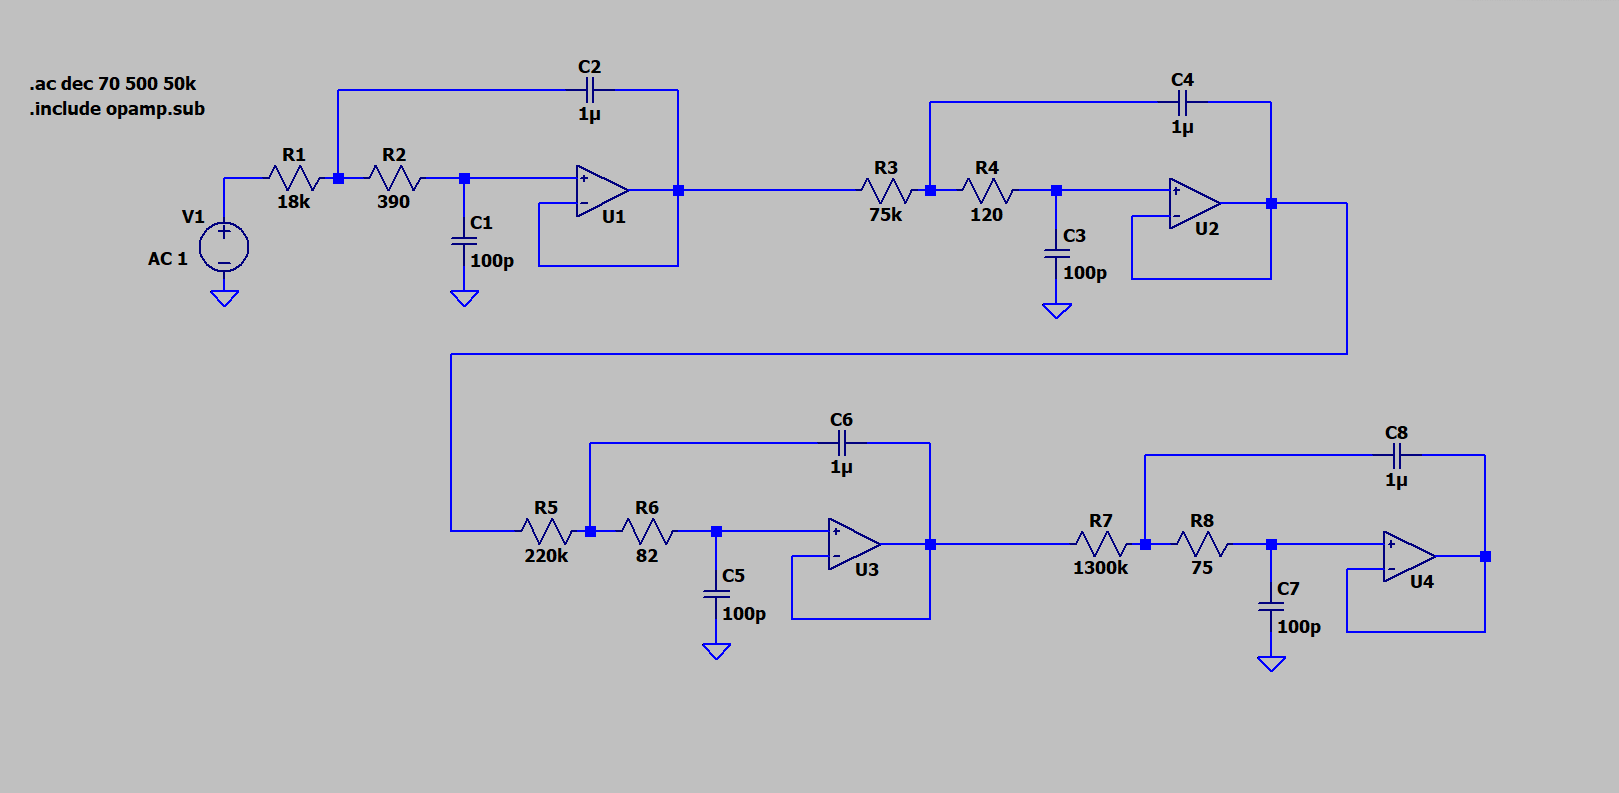 .ac dec 70 500 50k
.include opamp.sub
C2
1µ
C4
1µ
R1
18k
R2
390
R3
75k
R4
120
V1
AC 1
C1
100p
U1
C3
100p
U2
C6
1µ
C8
1µ
R5
220k
R6
82
R7
1300k
R8
75
C5
100p
U3
C7
100p
U4